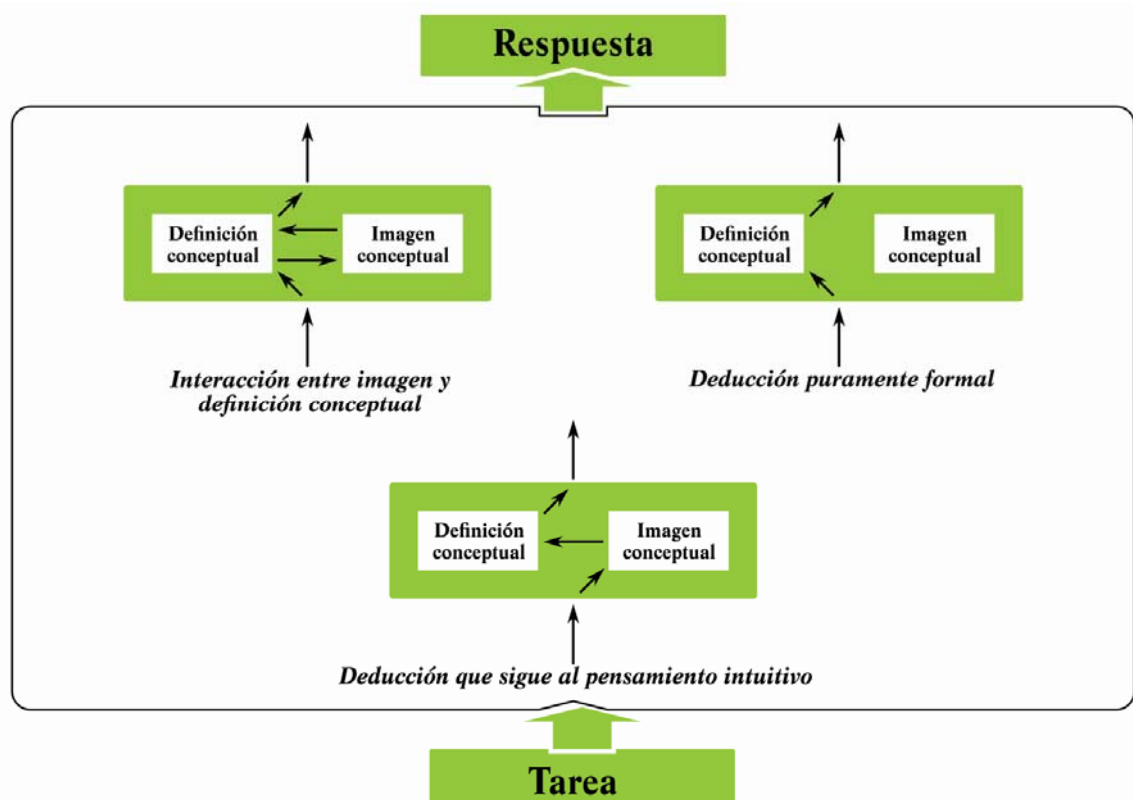 Respuesta
Definición
conceptual
Imagen
conceptual
Interacción entre imagen y
definición conceptual
Definición
conceptual
Imagen
conceptual
Deducción puramente formal
Definición
conceptual
Imagen
conceptual
Deducción que sigue al pensamiento intuitivo
Tarea